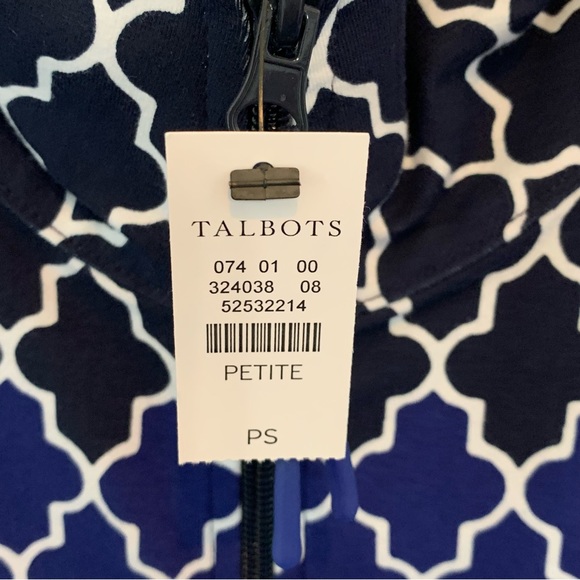 TALBOTS
074 01 00
324038 08
52532214
PETITE
PS